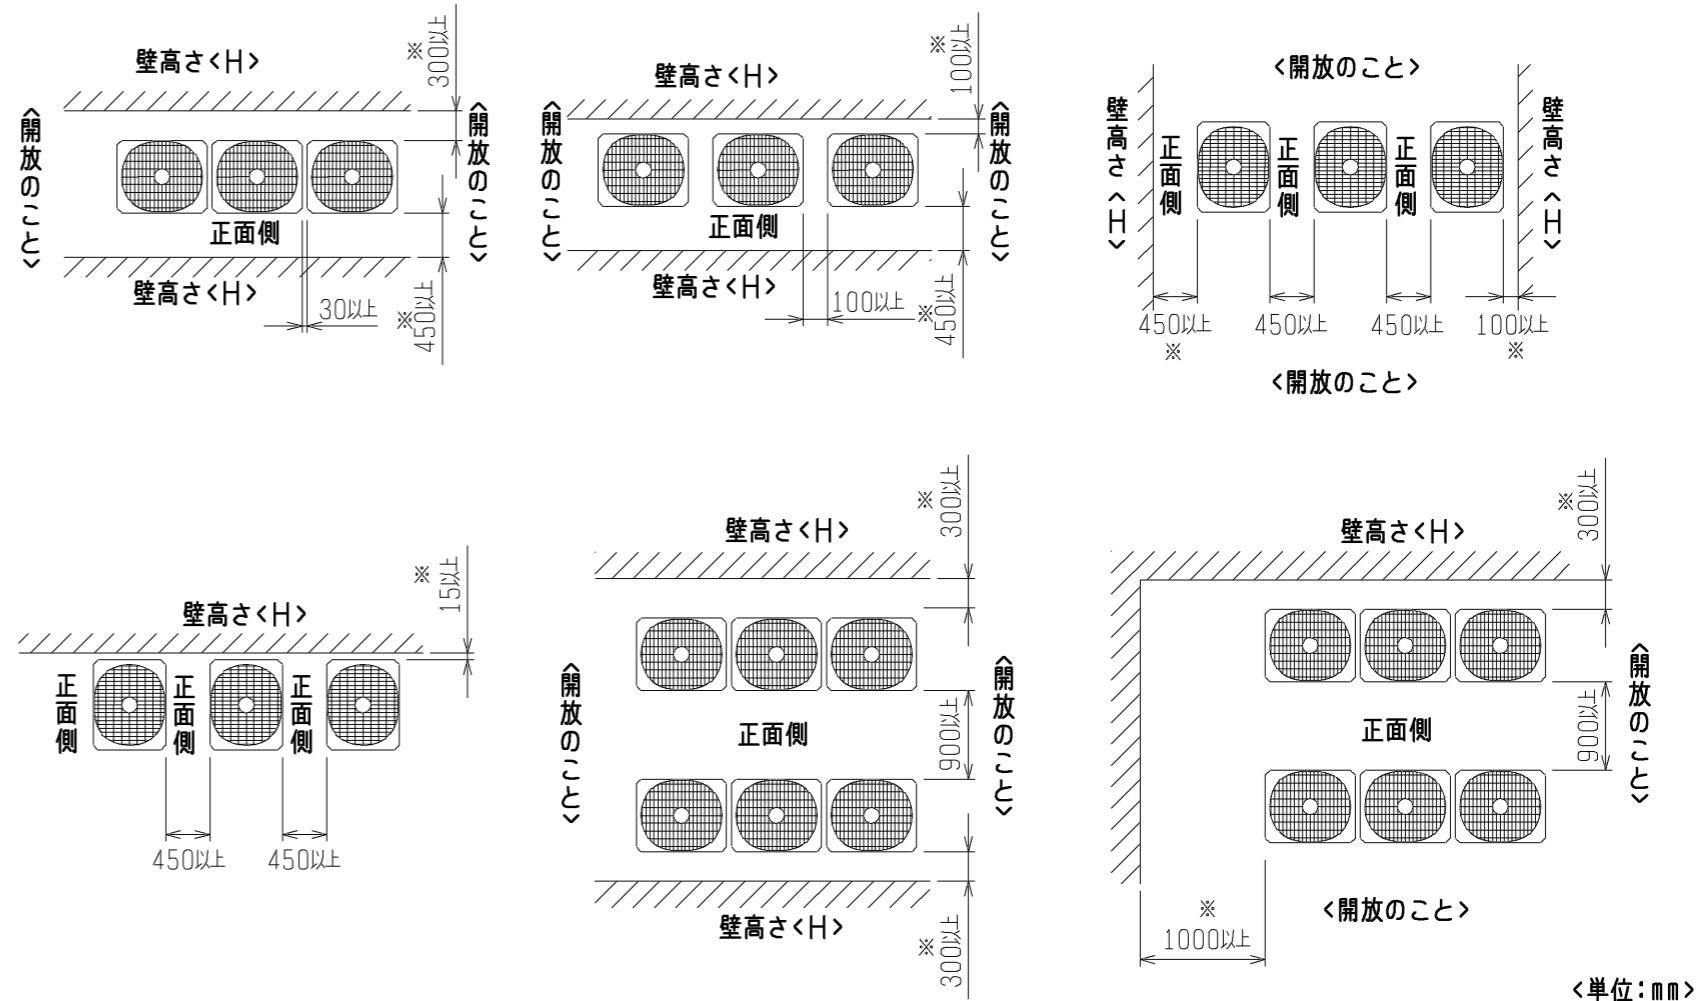 壁高さ<H>
※
300以上
<開放のこと>
<開放のこと>
正面側
壁高さ<H>
30以上
※
450以上
壁高さ<H>
※
100以上
<開放のこと>
<開放のこと>
正面側
壁高さ<H>
100以上
※
450以上
<開放のこと>
壁高さ<H>
正面側
正面側
正面側
壁高さ<H>
450以上
※
450以上
450以上
100以上
※
<開放のこと>
壁高さ<H>
※
15以上
正面側
正面側
正面側
450以上
450以上
壁高さ<H>
※
300以上
<開放のこと>
正面側
900以上
<開放のこと>
壁高さ<H>
※
300以上
壁高さ<H>
※
300以上
正面側
900以上
<開放のこと>
※
1000以上
<開放のこと>
<単位:mm>